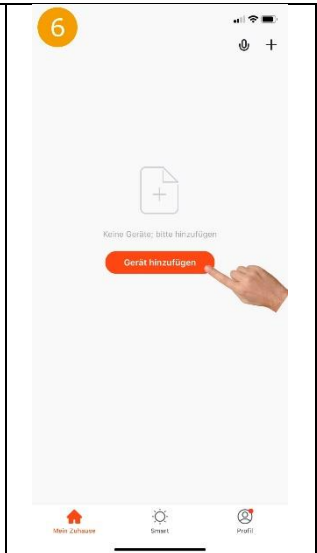 6
Keine Geräte; bitte hinzufügen
Gerät hinzufügen
Mein Zuhause Smart Profil